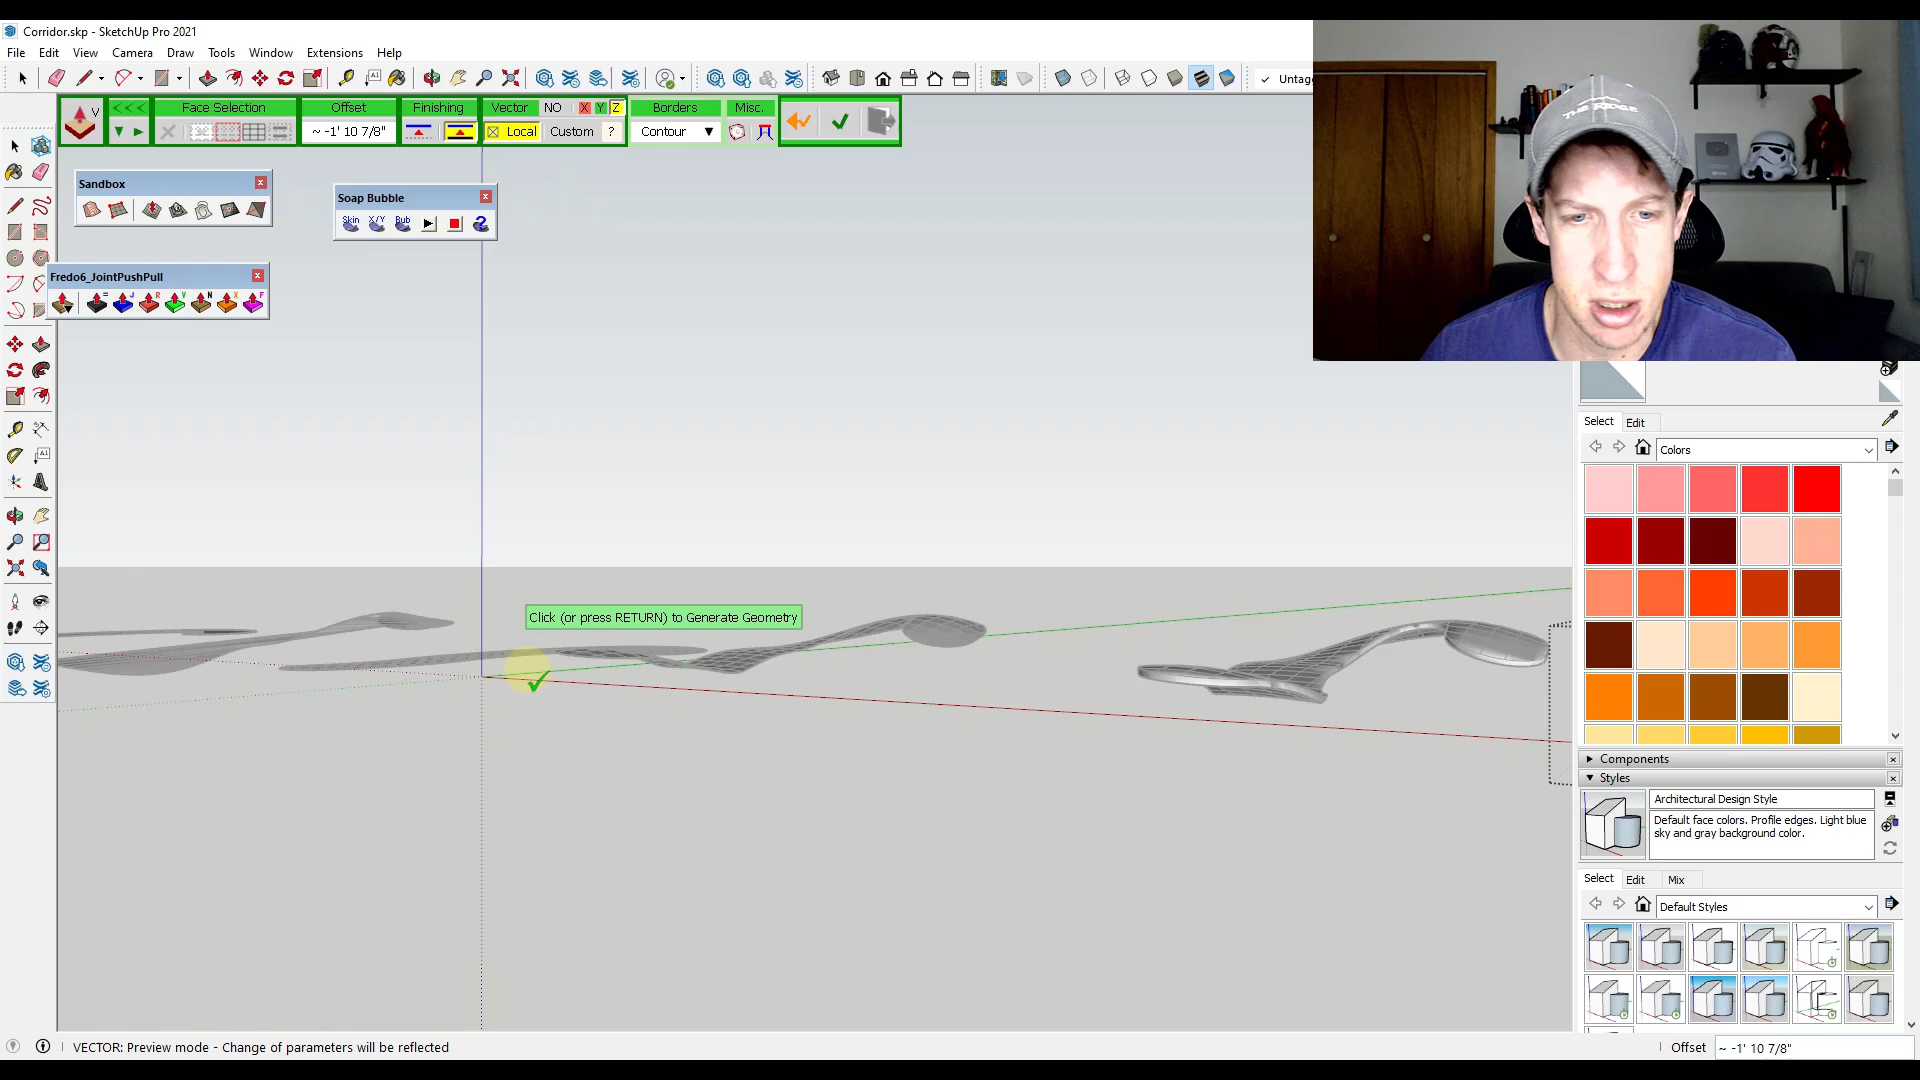 Corridor.skp - SketchUp Pro 2021
File Edit View Camera Draw Tools Window Extensions Help
Untag
V <<< Face Selection Offset Finishing Vector NO X Y Z Borders Misc.
~ -1' 10 7/8" Local Custom ? Contour
THE RIDGE
Sandbox
Soap Bubble
Skin X/Y Bub
Fredo6_JointPushPull
J R V N X F
Select Edit
Colors
Click (or press RETURN) to Generate Geometry
Components
Styles
Architectural Design Style
Default face colors. Profile edges. Light blue
sky and gray background color.
Select Edit Mix
Default Styles
VECTOR: Preview mode - Change of parameters will be reflected
Offset ~ -1' 10 7/8"